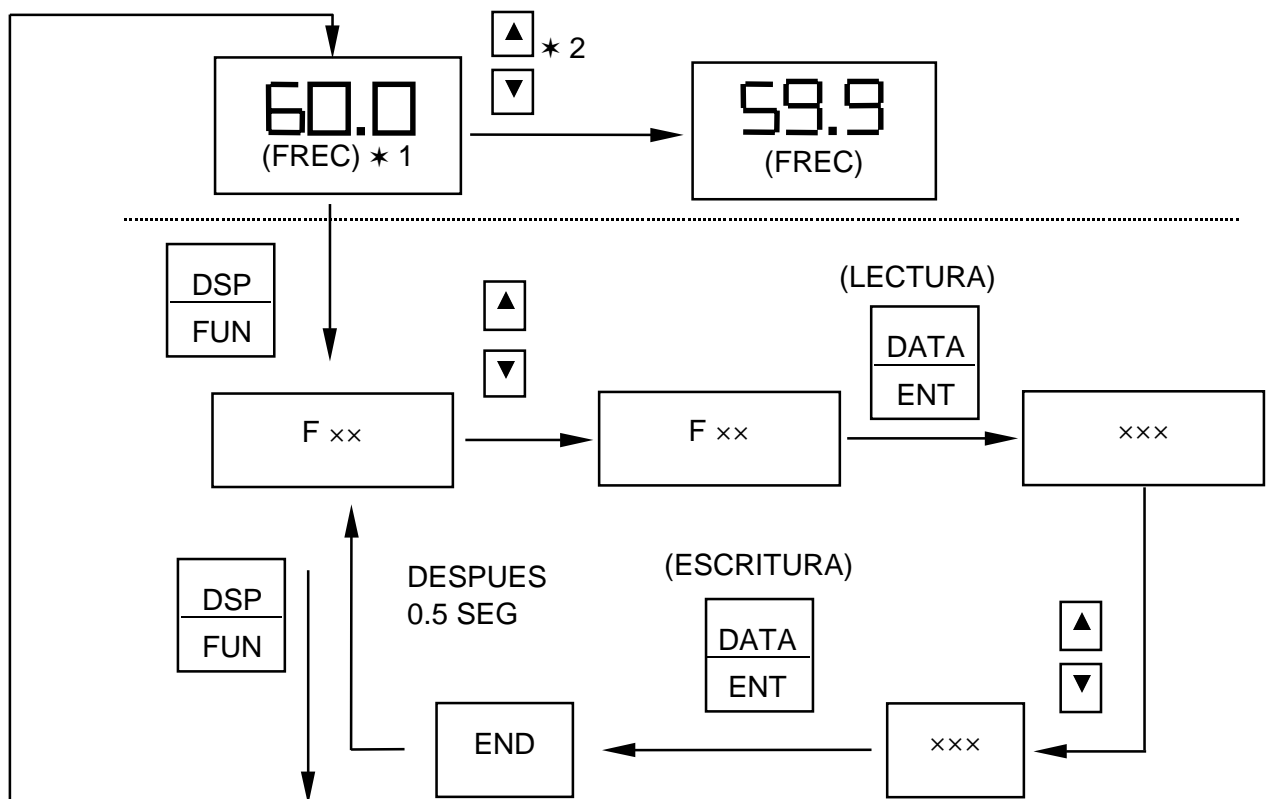 ▲
✶ 2
▼
60.0
(FREC) ✶ 1
59.9
(FREC)
DSP
FUN
▲
▼
(LECTURA)
DATA
ENT
F ××
F ××
×××
DSP
FUN
DESPUES
0.5 SEG
(ESCRITURA)
DATA
ENT
▲
▼
END
×××